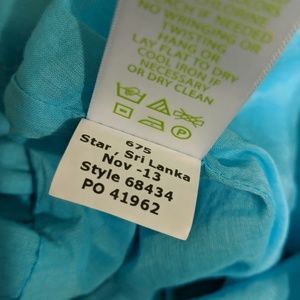 NO WRINGING OR
TWISTING
HANG OR
LAY FLAT TO DRY
COOL IRON IF
NECESSARY
OR DRY CLEAN
675
Star , Sri Lanka
Nov -13
Style 68434
PO 41962